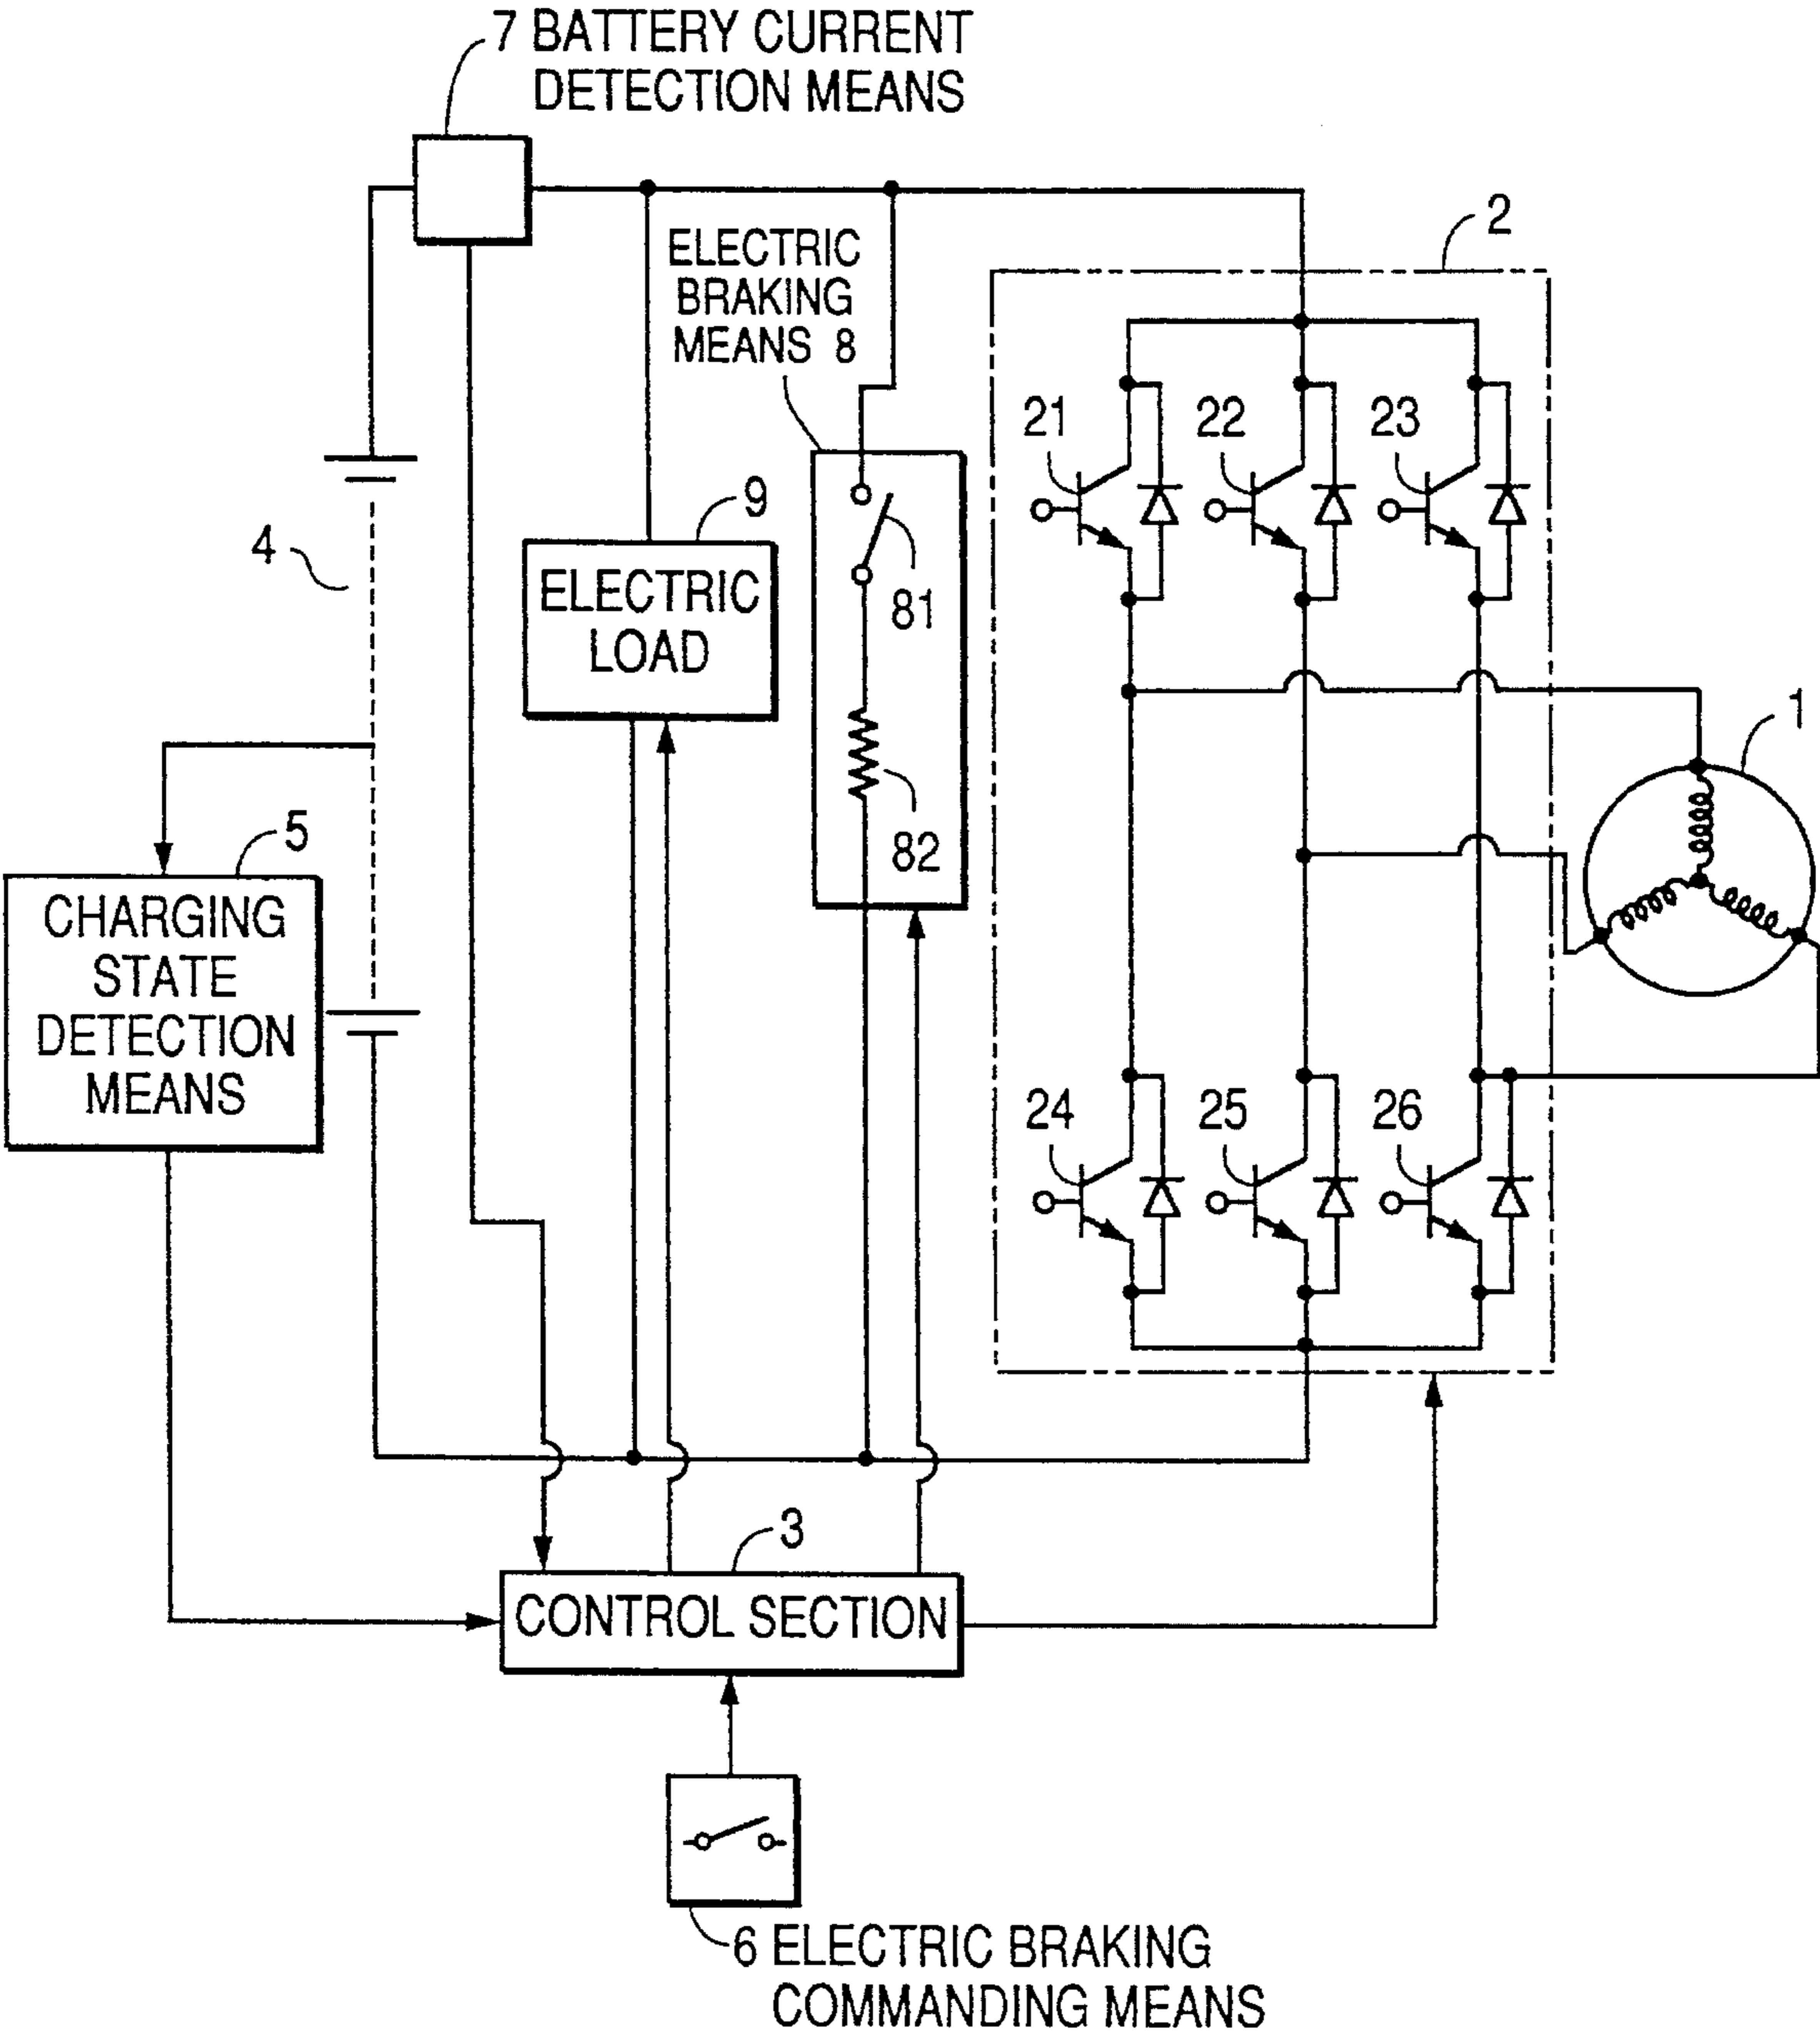 7 BATTERY CURRENT
DETECTION MEANS
2
ELECTRIC
BRAKING
MEANS 8
21
22
23
9
4
ELECTRIC
LOAD
81
1
5
82
CHARGING
STATE
DETECTION
MEANS
24
25
26
3
CONTROL SECTION
6 ELECTRIC BRAKING
COMMANDING MEANS